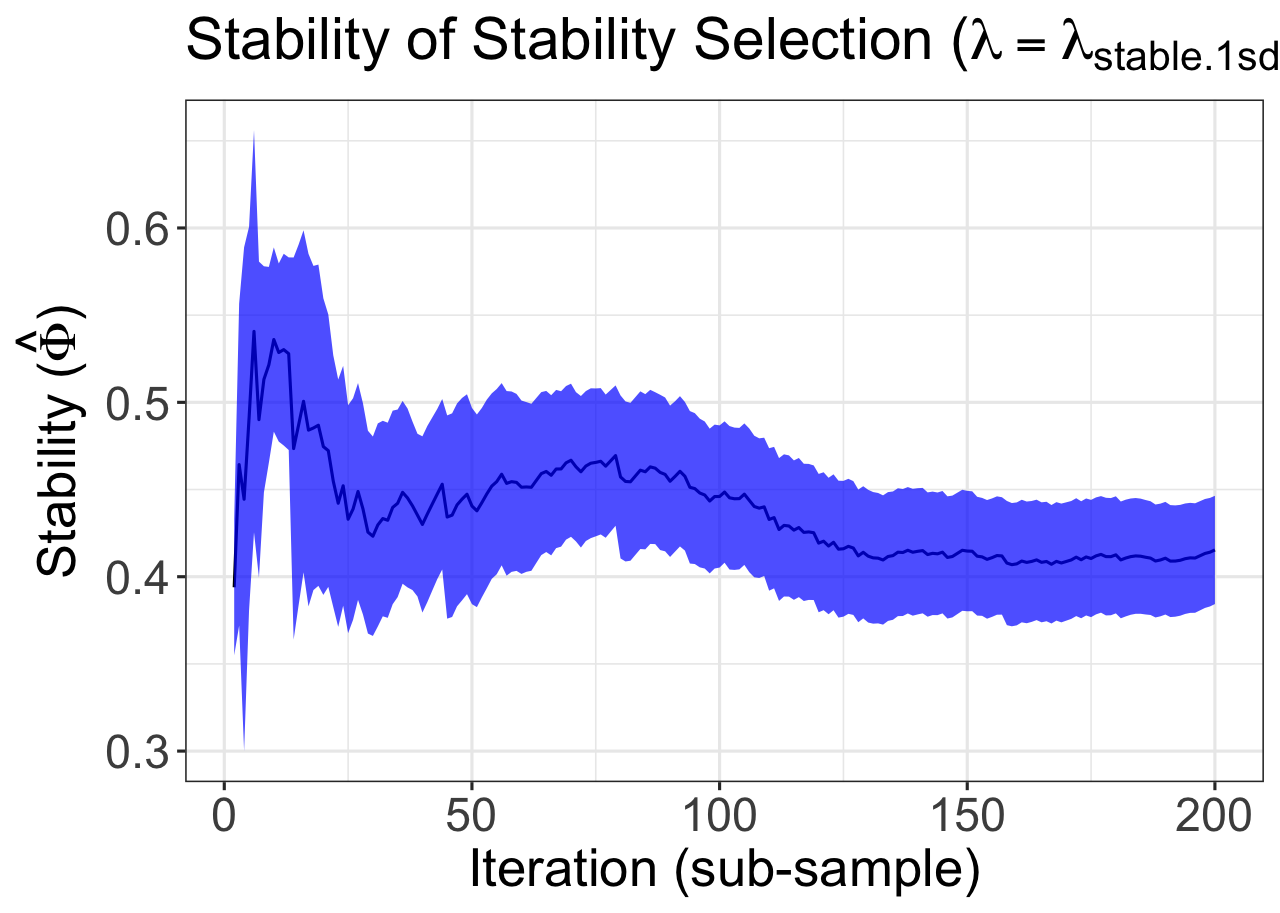 Stability of Stability Selection (λ = λstable.1sd
Stability (Φ̂)
0.6
0.5
0.4
0.3
0 50 100 150 200
Iteration (sub-sample)